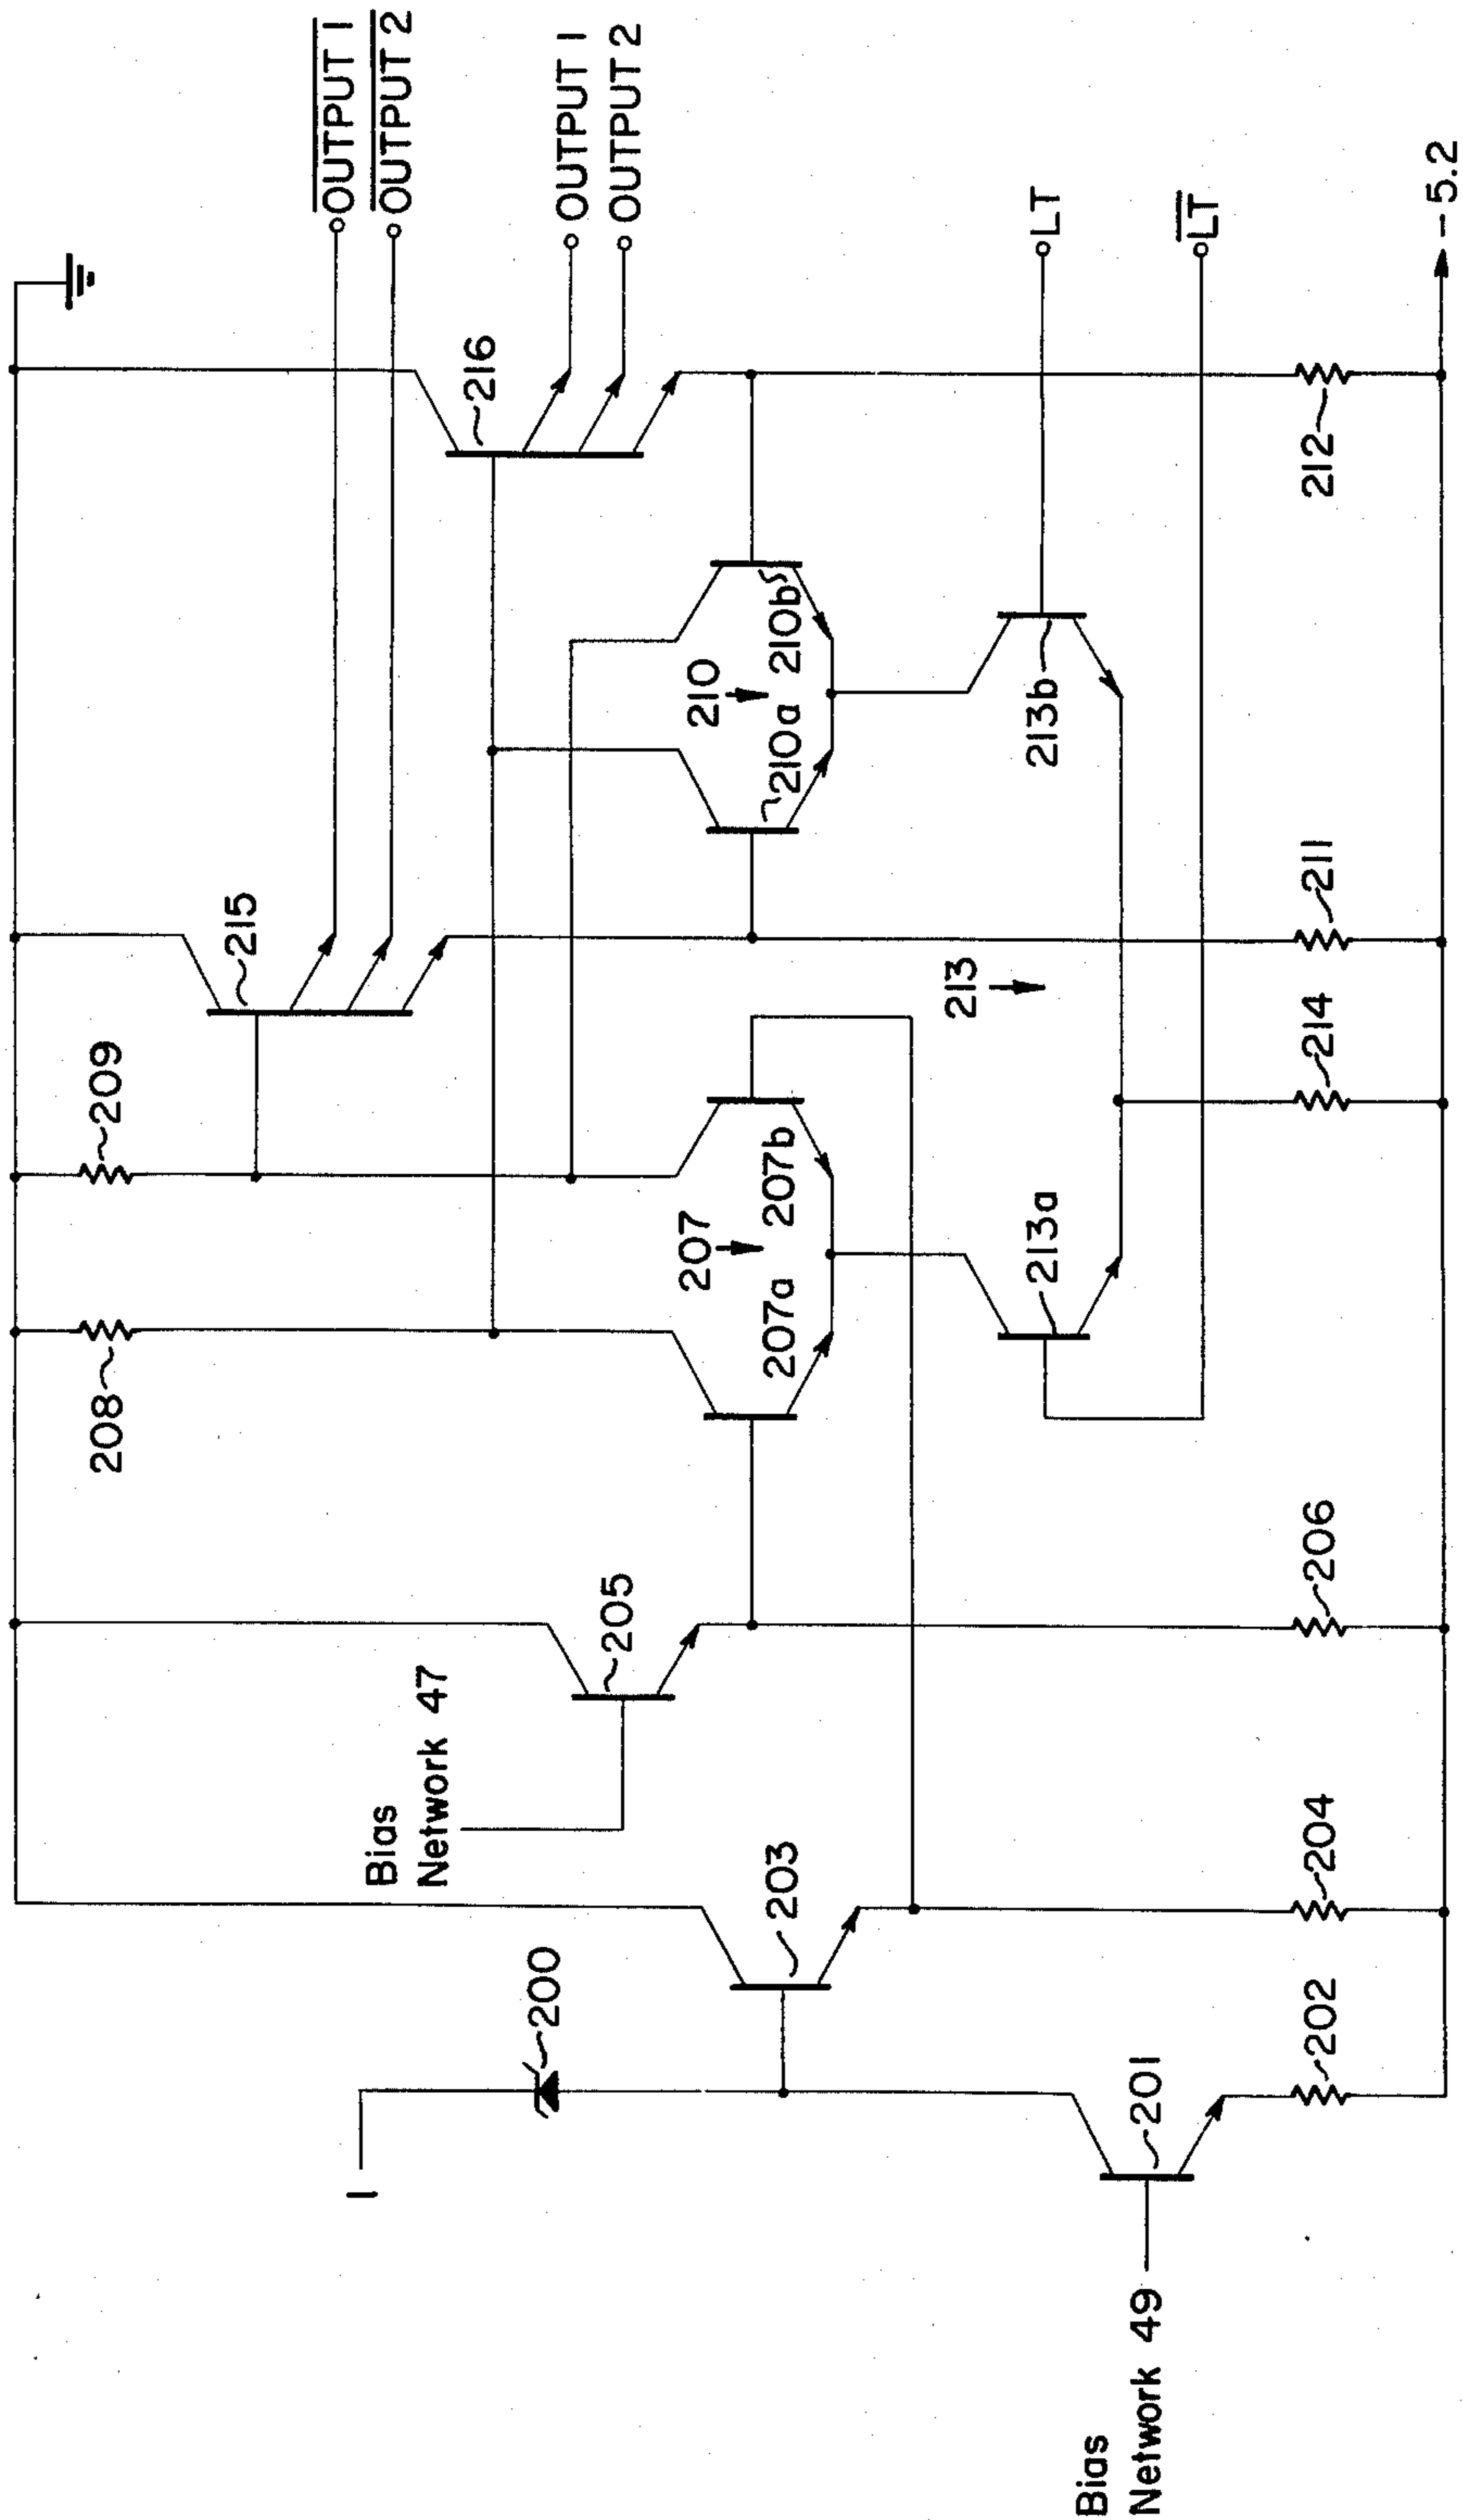 OUTPUT 1
OUTPUT 2
OUTPUT 1
OUTPUT 2
LT
LT
-5.2
216
212
210
210a
210b
213b
215
211
213
214
209
207
207a
207b
213a
208
205
206
Bias
Network 47
203
204
200
202
201
I
Bias
Network 49